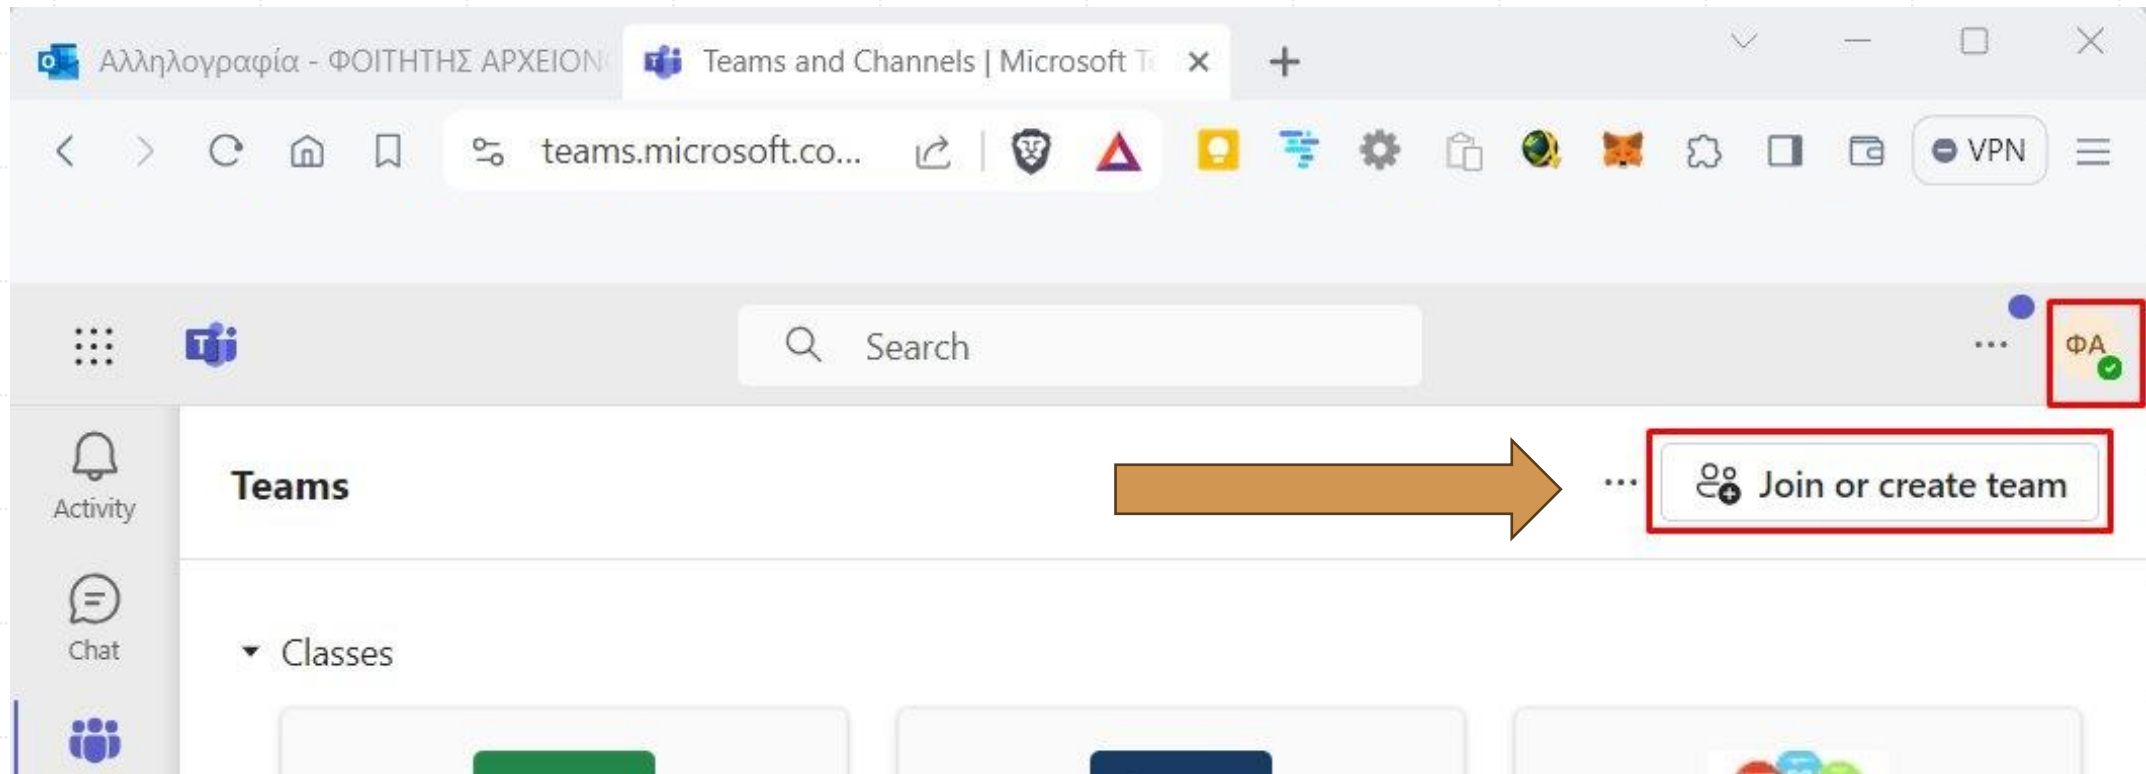 Αλληλογραφία - ΦΟΙΤΗΤΗΣ ΑΡΧΕΙΟΝ
Teams and Channels | Microsoft Te
teams.microsoft.co...
VPN
Search
ΦΑ
Activity
Teams
Join or create team
Chat
Classes